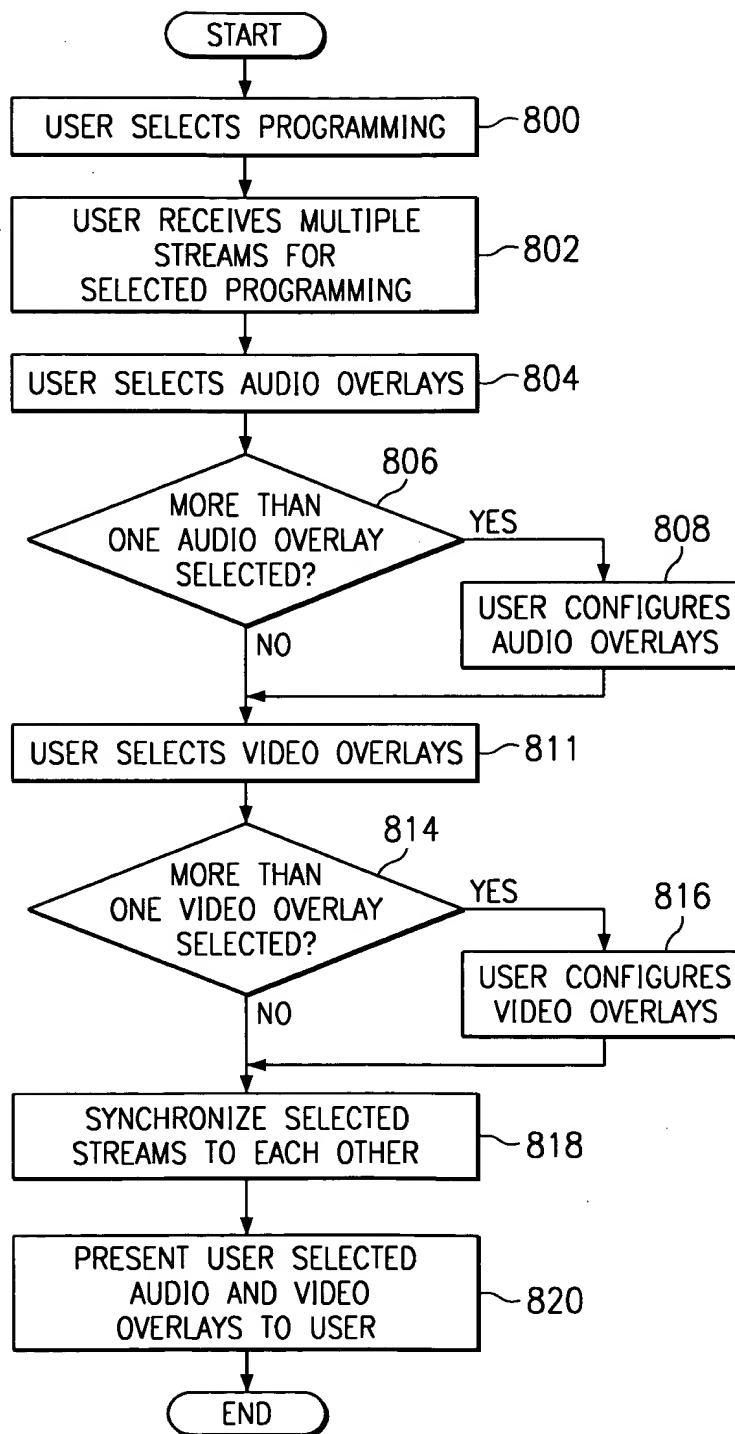 START
USER SELECTS PROGRAMMING
800
USER RECEIVES MULTIPLE
STREAMS FOR
SELECTED PROGRAMMING
802
USER SELECTS AUDIO OVERLAYS
804
806
MORE THAN
ONE AUDIO OVERLAY
SELECTED?
YES
NO
808
USER CONFIGURES
AUDIO OVERLAYS
USER SELECTS VIDEO OVERLAYS
811
814
MORE THAN
ONE VIDEO OVERLAY
SELECTED?
YES
NO
816
USER CONFIGURES
VIDEO OVERLAYS
SYNCHRONIZE SELECTED
STREAMS TO EACH OTHER
818
PRESENT USER SELECTED
AUDIO AND VIDEO
OVERLAYS TO USER
820
END